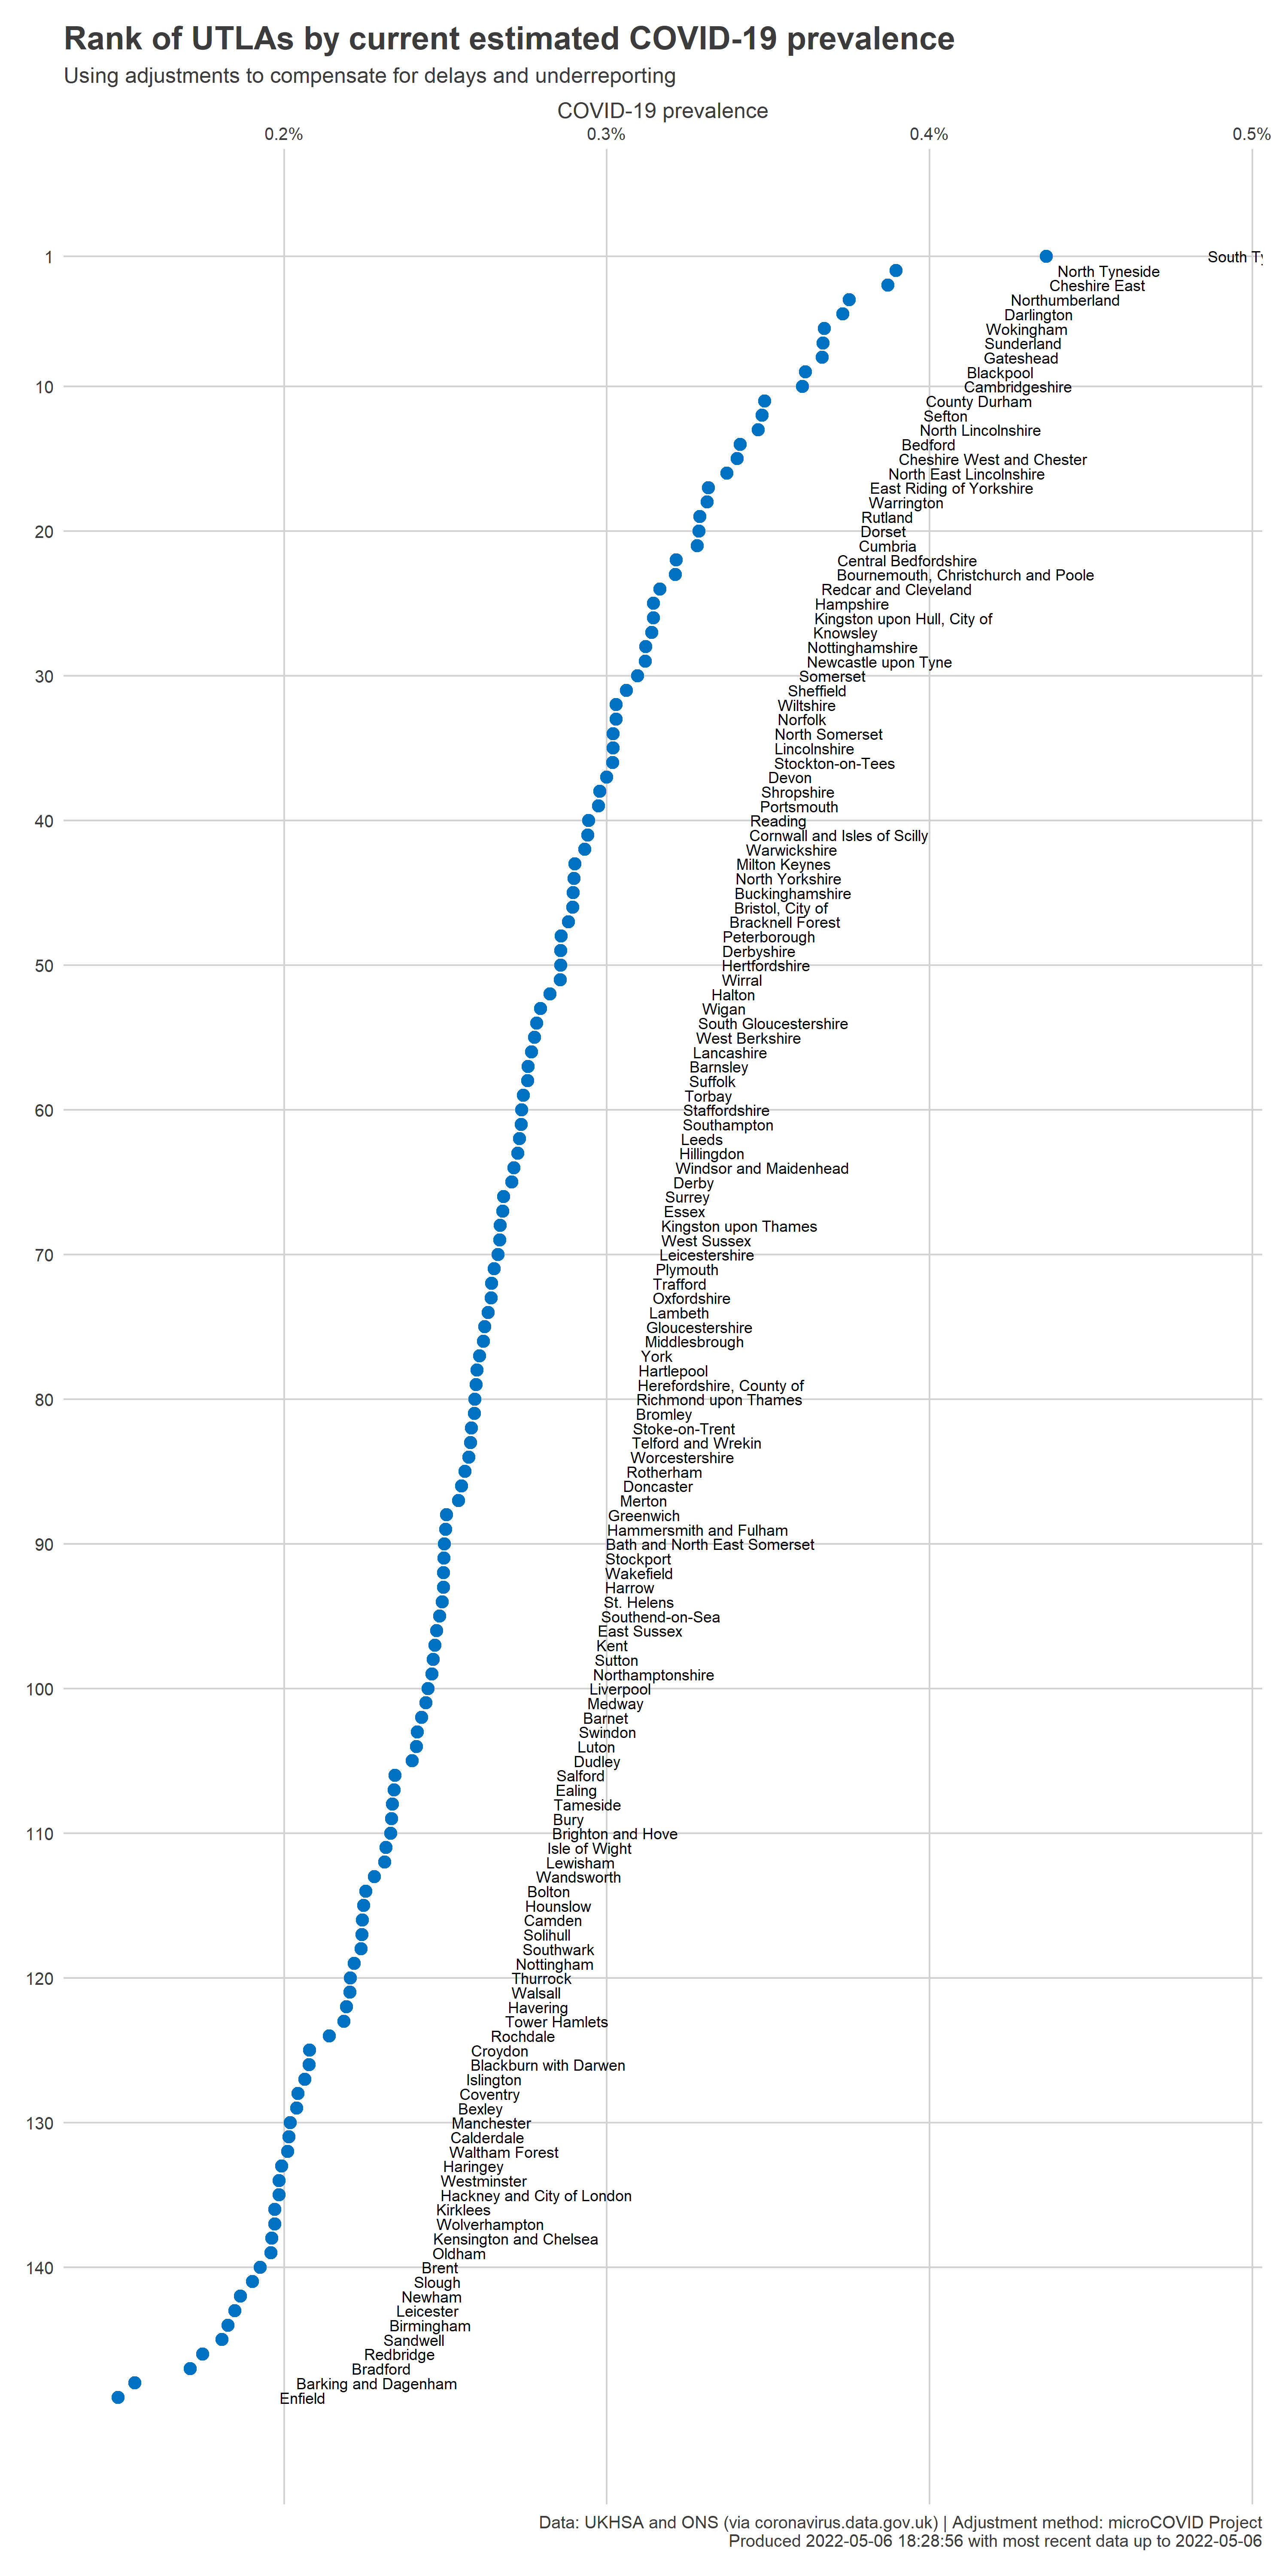 Rank of UTLAs by current estimated COVID-19 prevalence
Using adjustments to compensate for delays and underreporting
COVID-19 prevalence
0.2% 0.3% 0.4% 0.5%
1 South Ty
North Tyneside
Cheshire East
Northumberland
Darlington
Wokingham
Sunderland
Gateshead
Blackpool
10 Cambridgeshire
County Durham
Sefton
North Lincolnshire
Bedford
Cheshire West and Chester
North East Lincolnshire
East Riding of Yorkshire
Warrington
Rutland
20 Dorset
Cumbria
Central Bedfordshire
Bournemouth, Christchurch and Poole
Redcar and Cleveland
Hampshire
Kingston upon Hull, City of
Knowsley
Nottinghamshire
Newcastle upon Tyne
30 Somerset
Sheffield
Wiltshire
Norfolk
North Somerset
Lincolnshire
Stockton-on-Tees
Devon
Shropshire
Portsmouth
40 Reading
Cornwall and Isles of Scilly
Warwickshire
Milton Keynes
North Yorkshire
Buckinghamshire
Bristol, City of
Bracknell Forest
Peterborough
Derbyshire
50 Hertfordshire
Wirral
Halton
Wigan
South Gloucestershire
West Berkshire
Lancashire
Barnsley
Suffolk
Torbay
60 Staffordshire
Southampton
Leeds
Hillingdon
Windsor and Maidenhead
Derby
Surrey
Essex
Kingston upon Thames
West Sussex
70 Leicestershire
Plymouth
Trafford
Oxfordshire
Lambeth
Gloucestershire
Middlesbrough
York
Hartlepool
Herefordshire, County of
80 Richmond upon Thames
Bromley
Stoke-on-Trent
Telford and Wrekin
Worcestershire
Rotherham
Doncaster
Merton
Greenwich
Hammersmith and Fulham
90 Bath and North East Somerset
Stockport
Wakefield
Harrow
St. Helens
Southend-on-Sea
East Sussex
Kent
Sutton
Northamptonshire
100 Liverpool
Medway
Barnet
Swindon
Luton
Dudley
Salford
Ealing
Tameside
Bury
110 Brighton and Hove
Isle of Wight
Lewisham
Wandsworth
Bolton
Hounslow
Camden
Solihull
Southwark
Nottingham
120 Thurrock
Walsall
Havering
Tower Hamlets
Rochdale
Croydon
Blackburn with Darwen
Islington
Coventry
Bexley
130 Manchester
Calderdale
Waltham Forest
Haringey
Westminster
Hackney and City of London
Kirklees
Wolverhampton
Kensington and Chelsea
Oldham
140 Brent
Slough
Newham
Leicester
Birmingham
Sandwell
Redbridge
Bradford
Barking and Dagenham
Enfield
Data: UKHSA and ONS (via coronavirus.data.gov.uk) | Adjustment method: microCOVID Project
Produced 2022-05-06 18:28:56 with most recent data up to 2022-05-06